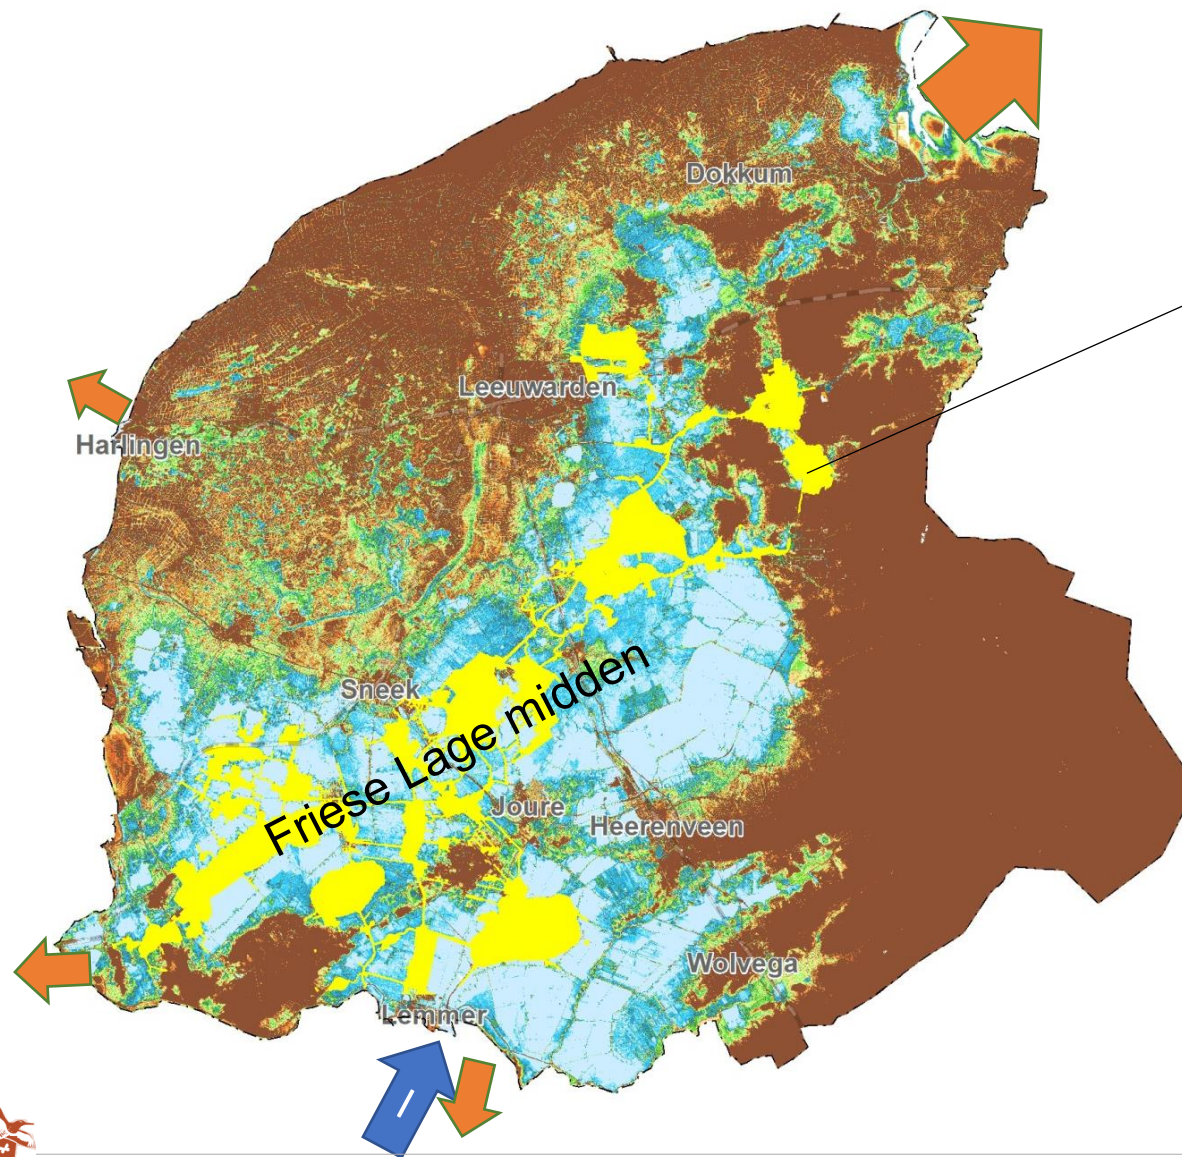 Dokkum
Leeuwarden
Harlingen
Sneek
Friese Lage midden
Joure
Heerenveen
Wolvega
Lemmer